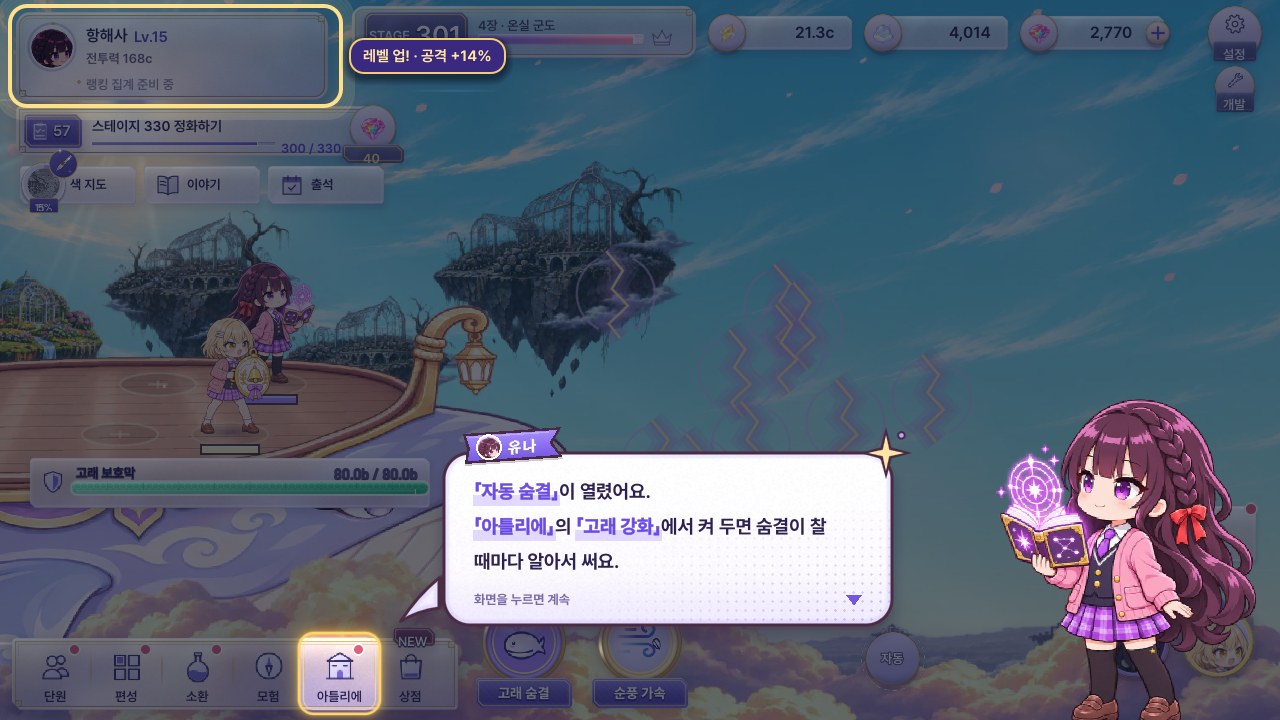 항해사 Lv.15
전투력 168c
* 랭킹 집계 준비 중
STAGE 301
4장 · 온실 군도
레벨 업! · 공격 +14%
21.3c
4,014
2,770
설정
개발
57
스테이지 330 정화하기
300 / 330
40
색 지도
15%
이야기
출석
고래 보호막
80.0b / 80.0b
유나
『자동 숨결』이 열렸어요.
『아틀리에』의 『고래 강화』에서 켜 두면 숨결이 찰
때마다 알아서 써요.
화면을 누르면 계속
단원
편성
소환
모험
아틀리에
NEW
상점
고래 숨결
순풍 가속
자동